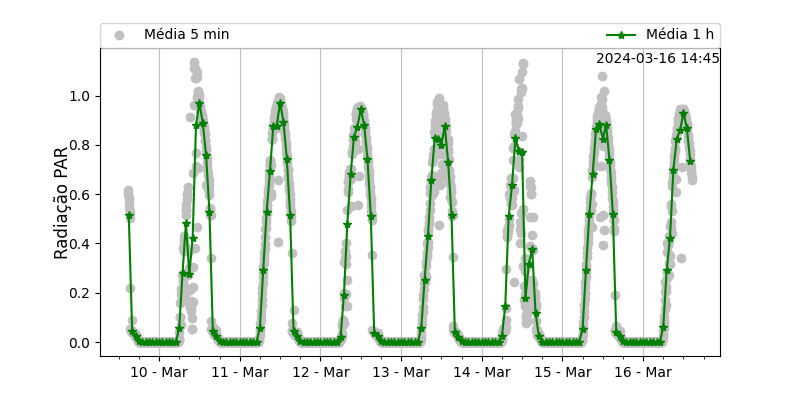 Média 5 min
Média 1 h
2024-03-16 14:45
Radiação PAR
1.0
0.8
0.6
0.4
0.2
0.0
10 - Mar
11 - Mar
12 - Mar
13 - Mar
14 - Mar
15 - Mar
16 - Mar